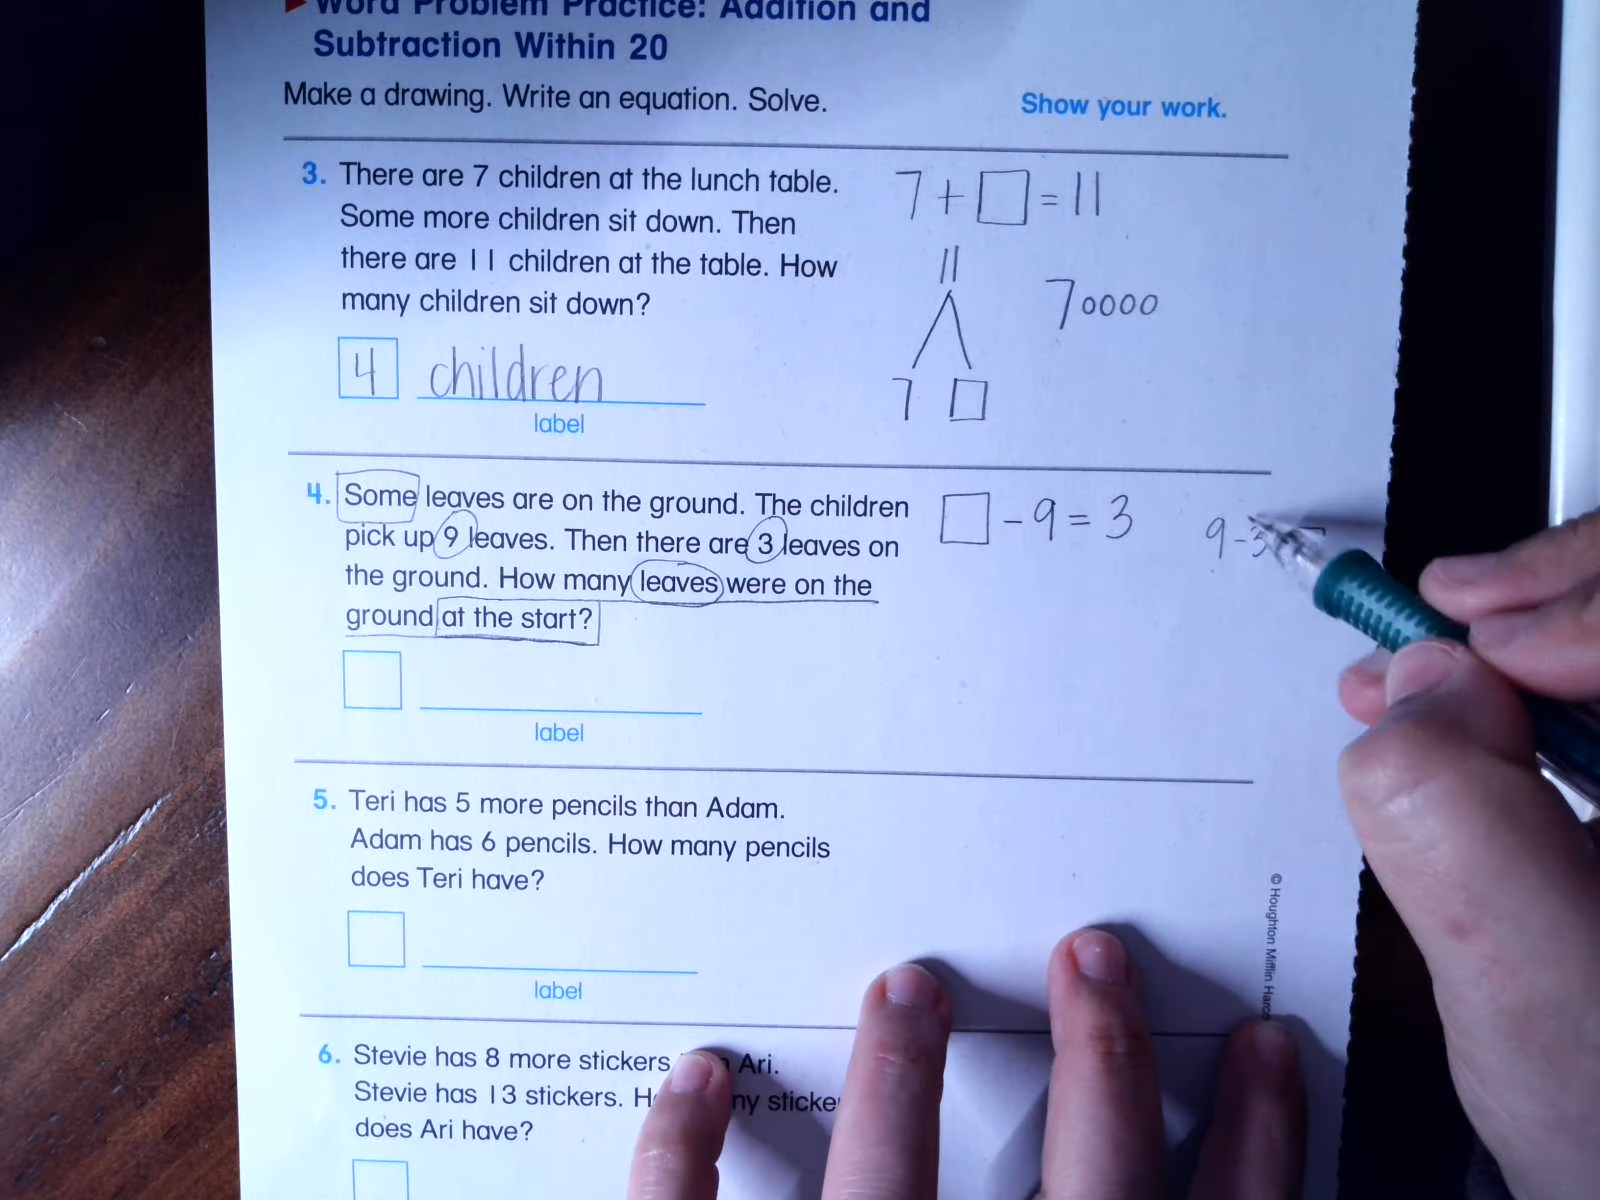 Word Problem Practice: Addition and
Subtraction Within 20
Make a drawing. Write an equation. Solve.
Show your work.
3. There are 7 children at the lunch table.
Some more children sit down. Then
there are 11 children at the table. How
many children sit down?
4 children
label
7 + □ = 11
11
7 0000
7 □
4. Some leaves are on the ground. The children
pick up 9 leaves. Then there are 3 leaves on
the ground. How many leaves were on the
ground at the start?
label
□ - 9 = 3
9 - 3
5. Teri has 5 more pencils than Adam.
Adam has 6 pencils. How many pencils
does Teri have?
label
© Houghton Mifflin
6. Stevie has 8 more stickers Ari.
Stevie has 13 stickers.
does Ari have?